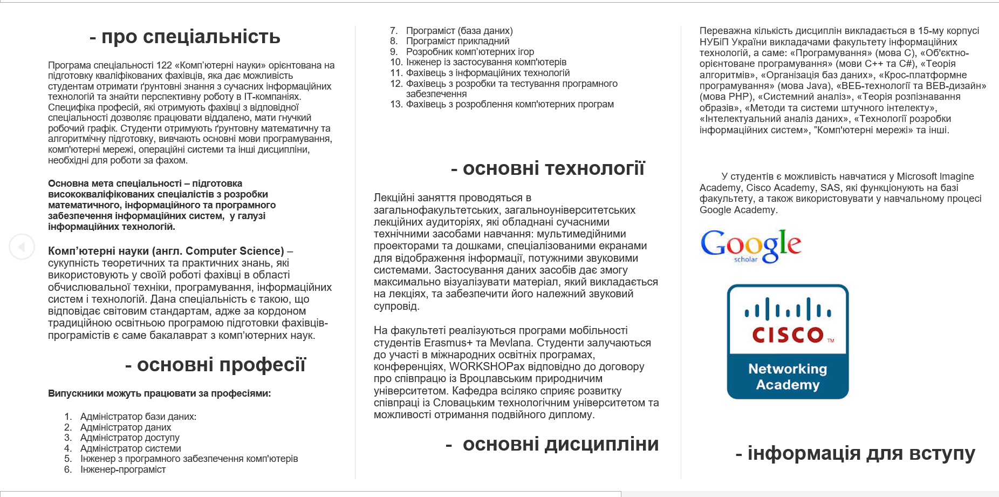 - про спеціальність
Програма спеціальності 122 «Комп’ютерні науки» орієнтована на
підготовку кваліфікованих фахівців, яка дає можливість
студентам отримати ґрунтовні знання з сучасних інформаційних
технологій та знайти перспективну роботу в ІТ-компаніях.
Специфіка професій, які отримують фахівці з відповідної
спеціальності дозволяє працювати віддалено, мати гнучкий
робочий графік. Студенти отримують ґрунтовну математичну та
алгоритмічну підготовку, вивчають основні мови програмування,
комп'ютерні мережі, операційні системи та інші дисципліни,
необхідні для роботи за фахом.
Основна мета спеціальності – підготовка
висококваліфікованих спеціалістів з розробки
математичного, інформаційного та програмного
забезпечення інформаційних систем,  у галузі
інформаційних технологій.
Комп’ютерні науки (англ. Computer Science) –
сукупність теоретичних та практичних знань, які
використовують у своїй роботі фахівці в області
обчислювальної техніки, програмування, інформаційних
систем і технологій. Дана спеціальність є такою, що
відповідає світовим стандартам, адже за кордоном
традиційною освітньою програмою підготовки фахівців-
програмістів є саме бакалаврат з комп’ютерних наук.
- основні професії
Випускники можуть працювати за професіями:
1. Адміністратор бази даних:
2. Адміністратор даних
3. Адміністратор доступу
4. Адміністратор системи
5. Інженер з програмного забезпечення комп'ютерів
6. Інженер-програміст
7. Програміст (база даних)
8. Програміст прикладний
9. Розробник комп’ютерних ігор
10. Інженер із застосування комп'ютерів
11. Фахівець з інформаційних технологій
12. Фахівець з розробки та тестування програмного
забезпечення
13. Фахівець з розроблення комп'ютерних програм
- основні технології
Лекційні заняття проводяться в
загальнофакультетських, загальноуніверситетських
лекційних аудиторіях, які обладнані сучасними
технічними засобами навчання: мультимедійними
проекторами та дошками, спеціалізованими екранами
для відображення інформації, потужними звуковими
системами. Застосування даних засобів дає змогу
максимально візуалізувати матеріал, який викладається
на лекціях, та забезпечити його належний звуковий
супровід.
На факультеті реалізуються програми мобільності
студентів Erasmus+ та Mevlana. Студенти залучаються
до участі в міжнародних освітніх програмах,
конференціях, WORKSHOPах відповідно до договору
про співпрацю із Вроцлавським природничим
університетом. Кафедра всіляко сприяє розвитку
співпраці із Словацьким технологічним університетом та
можливості отримання подвійного диплому.
-  основні дисципліни
Переважна кількість дисциплін викладається в 15-му корпусі
НУБіП України викладачами факультету інформаційних
технологій, а саме: «Програмування» (мова С), «Об'єктно-
орієнтоване програмування» (мови С++ та С#), «Теорія
алгоритмів», «Організація баз даних», «Крос-платформне
програмування» (мова Java), «ВЕБ-технології та ВЕВ-дизайн»
(мова PHP), «Системний аналіз», «Теорія розпізнавання
образів», «Методи та системи штучного інтелекту»,
«Інтелектуальний аналіз даних», «Технології розробки
інформаційних систем», ”Комп'ютерні мережі» та інші.
У студентів є можливість навчатися у Microsoft Imagine
Academy, Cisco Academy, SAS, які функціонують на базі
факультету, а також використовувати у навчальному процесі
Google Academy.
Google
scholar
CISCO TM
Networking
Academy
- інформація для вступу